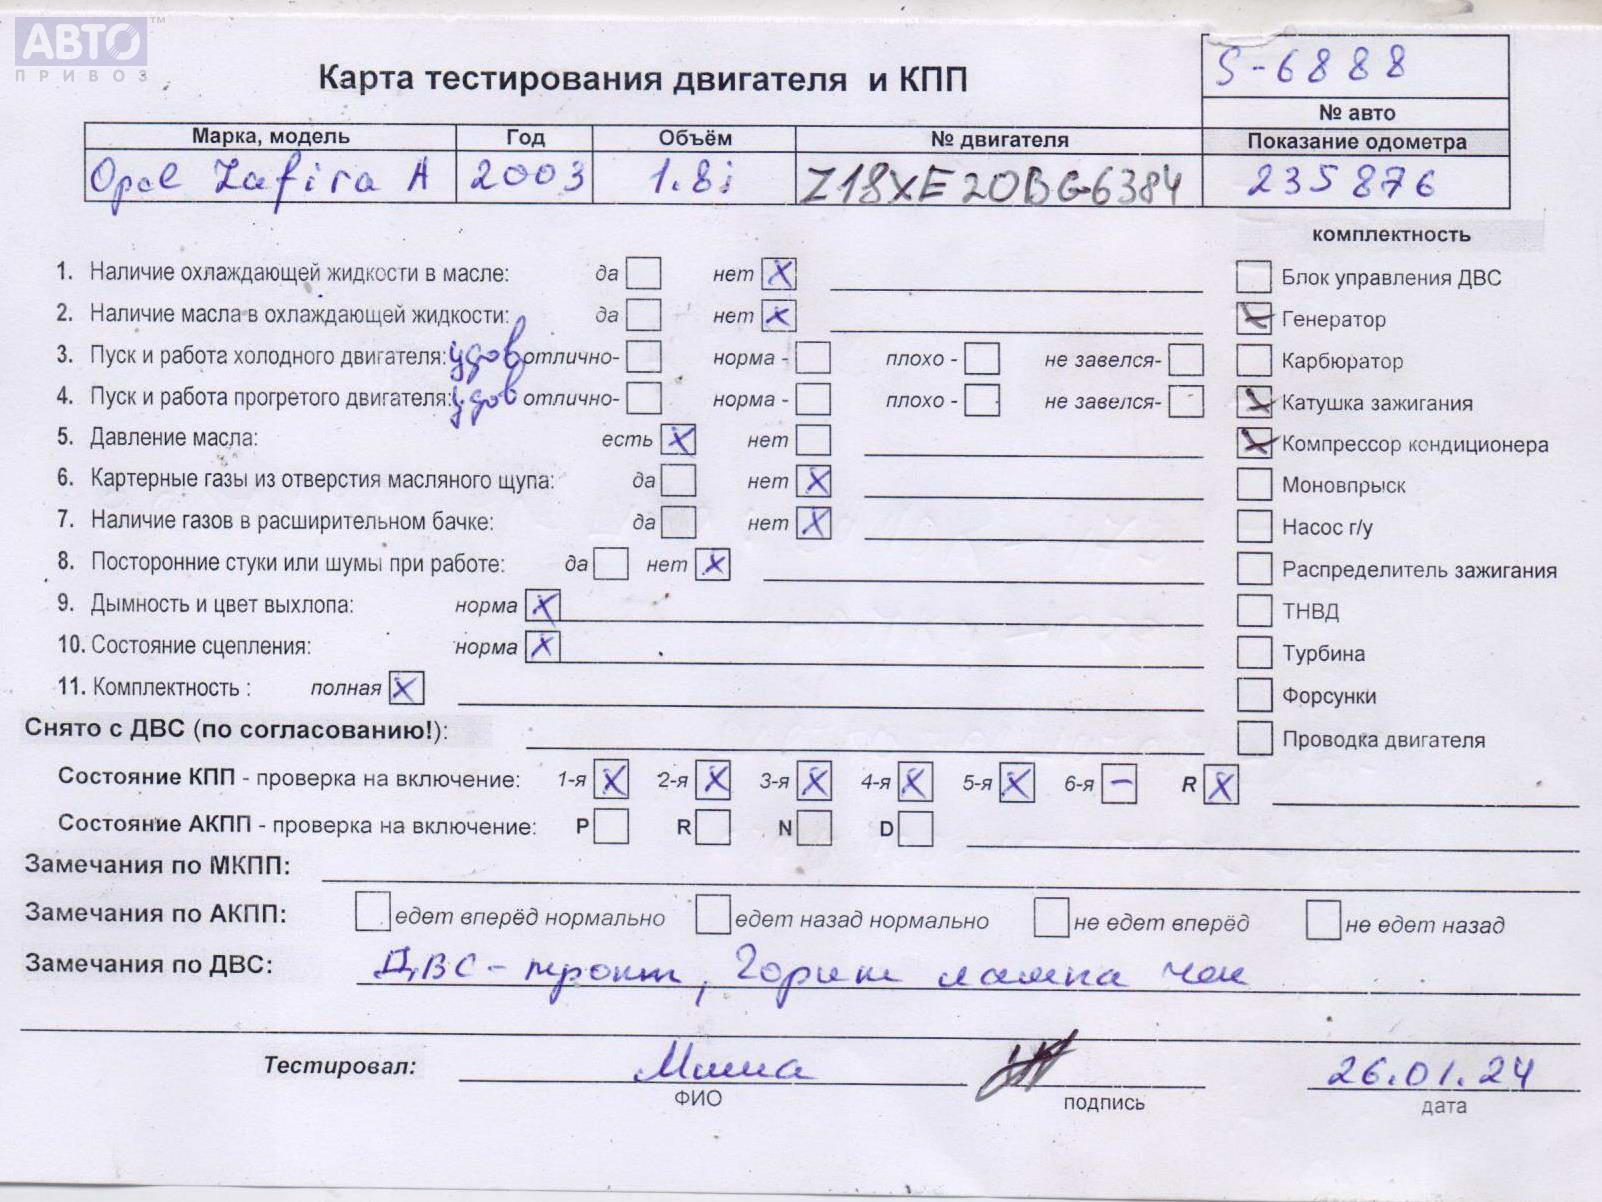 АВТО™
ПРИВОЗ
Карта тестирования двигателя и КПП
S-6888
№ авто
Марка, модель Год Объём № двигателя Показание одометра
Opel Zafira A 2003 1.8i Z18XE20BG6384 235876
комплектность
1. Наличие охлаждающей жидкости в масле: да нет X
Блок управления ДВС
2. Наличие масла в охлаждающей жидкости: да нет X
Генератор X
3. Пуск и работа холодного двигателя: удов отлично- норма - плохо - не завелся-
Карбюратор
4. Пуск и работа прогретого двигателя: удов отлично- норма - плохо - не завелся-
Катушка зажигания X
5. Давление масла: есть X нет
Компрессор кондиционера X
6. Картерные газы из отверстия масляного щупа: да нет X
Моновпрыск
7. Наличие газов в расширительном бачке: да нет X
Насос г/у
8. Посторонние стуки или шумы при работе: да нет X
Распределитель зажигания
9. Дымность и цвет выхлопа: норма X
ТНВД
10. Состояние сцепления: норма X
Турбина
11. Комплектность : полная X
Форсунки
Снято с ДВС (по согласованию!):
Проводка двигателя
Состояние КПП - проверка на включение: 1-я X 2-я X 3-я X 4-я X 5-я X 6-я – R X
Состояние АКПП - проверка на включение: P R N D
Замечания по МКПП:
Замечания по АКПП: едет вперёд нормально едет назад нормально не едет вперёд не едет назад
Замечания по ДВС: ДВС - троит, Горит лампа чек
Тестировал: Миша 26.01.24
ФИО подпись дата